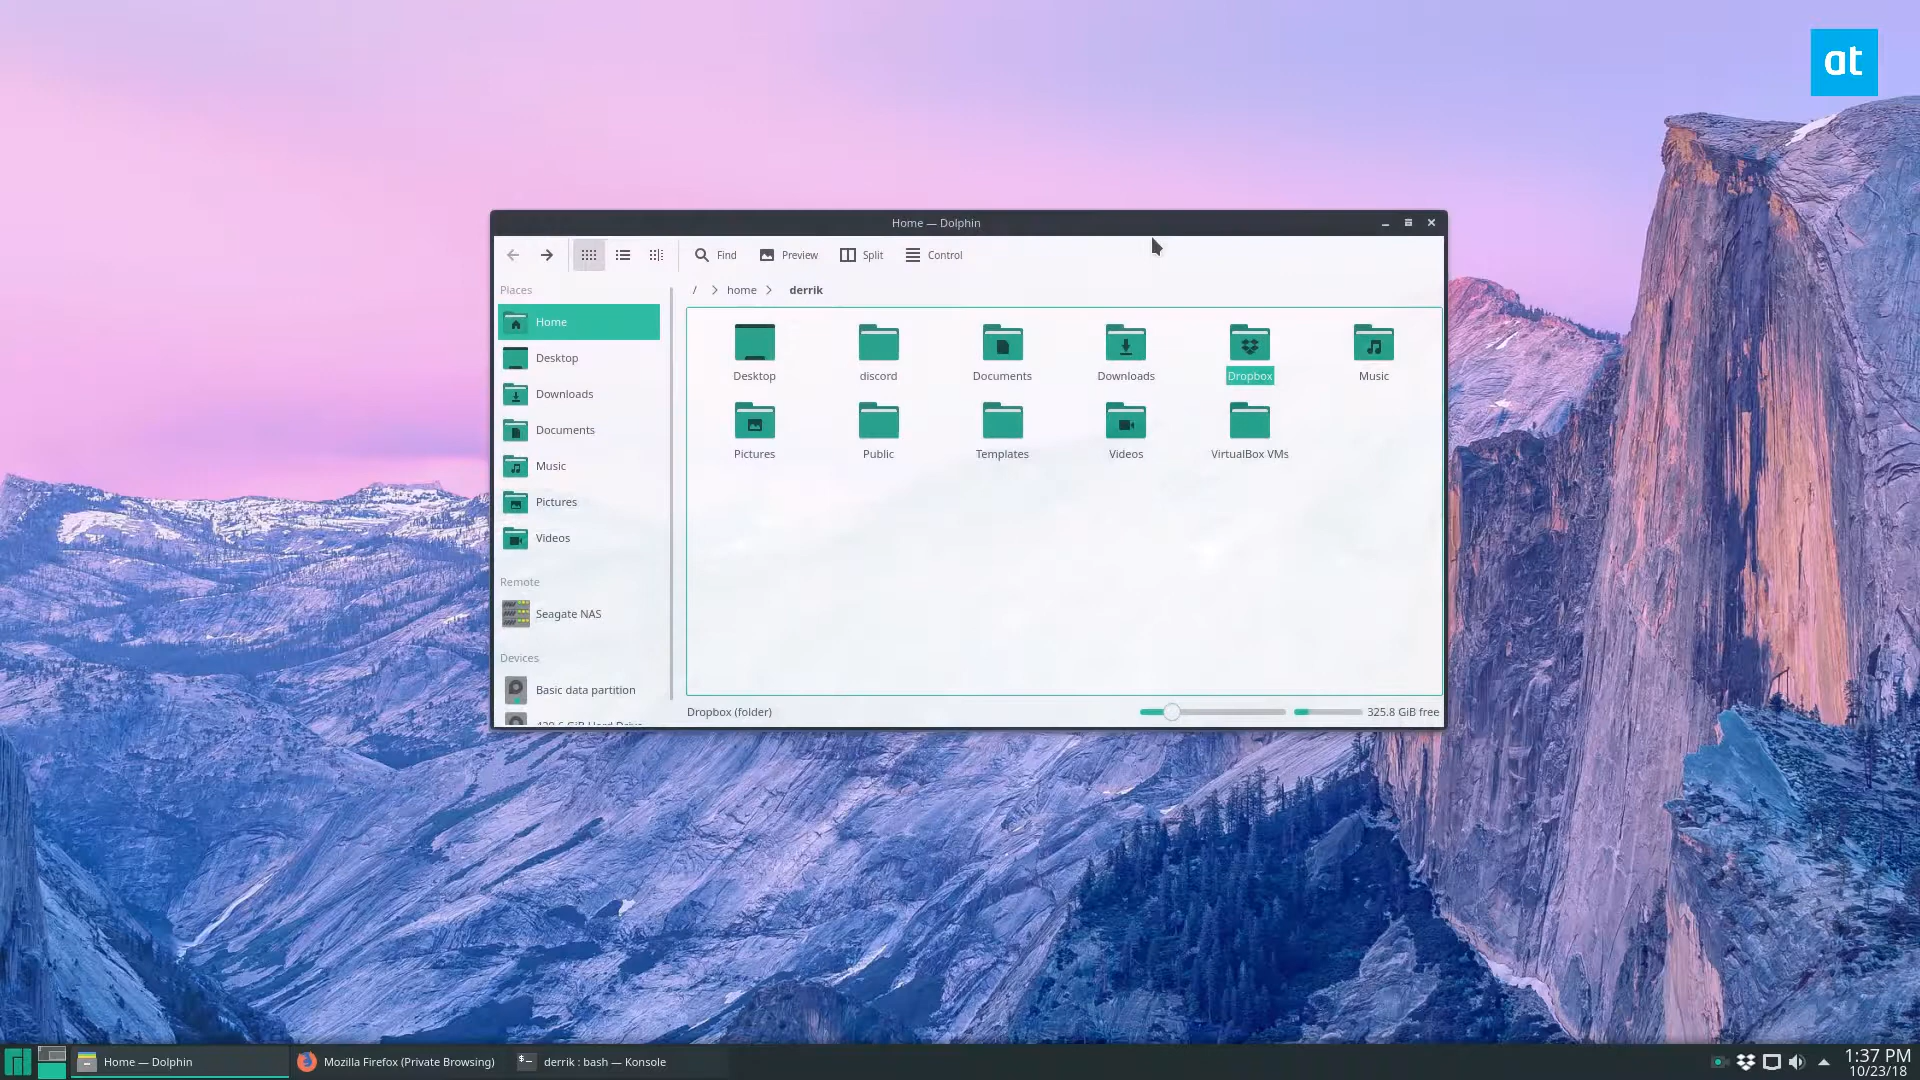 at
Home — Dolphin
Find
Preview
Split
Control
Places
/ > home > derrik
Home
Desktop
Downloads
Documents
Music
Pictures
Videos
Remote
Seagate NAS
Devices
Basic data partition
Desktop
discord
Documents
Downloads
Dropbox
Music
Pictures
Public
Templates
Videos
VirtualBox VMs
Dropbox (folder)
325.8 GiB free
Home — Dolphin
Mozilla Firefox (Private Browsing)
derrik : bash — Konsole
1:37 PM
10/23/18